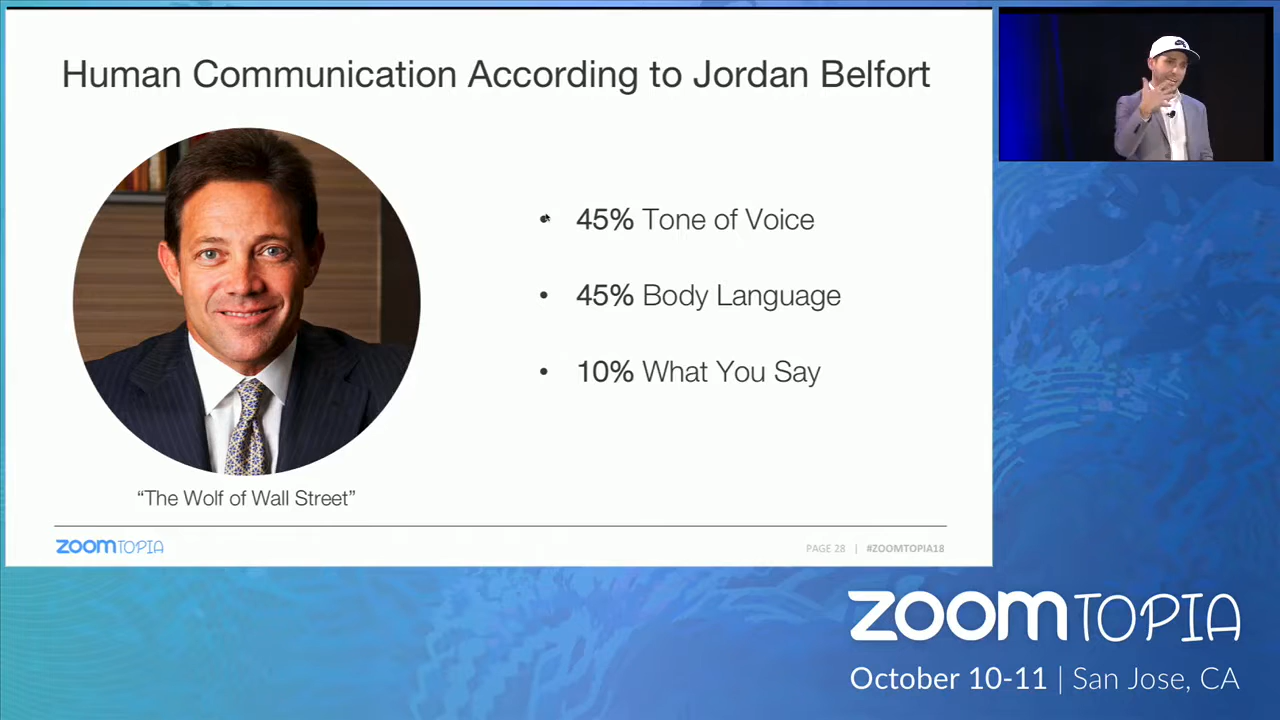 Human Communication According to Jordan Belfort
• 45% Tone of Voice
• 45% Body Language
• 10% What You Say
“The Wolf of Wall Street”
zoomTOPIA
PAGE 28 | #ZOOMTOPIA18
zoomTOPIA
October 10-11 | San Jose, CA